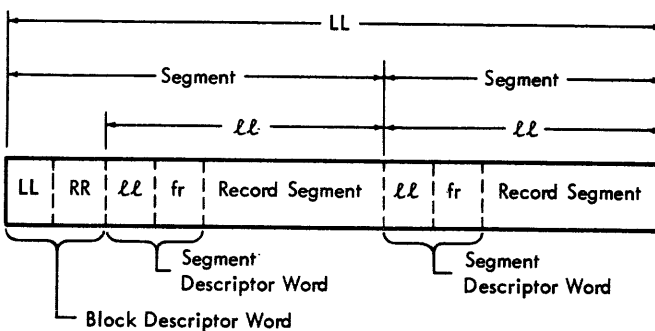 LL
Segment Segment
ℓℓ ℓℓ
LL RR ℓℓ fr Record Segment ℓℓ fr Record Segment
Segment Segment
Descriptor Word Descriptor Word
Block Descriptor Word